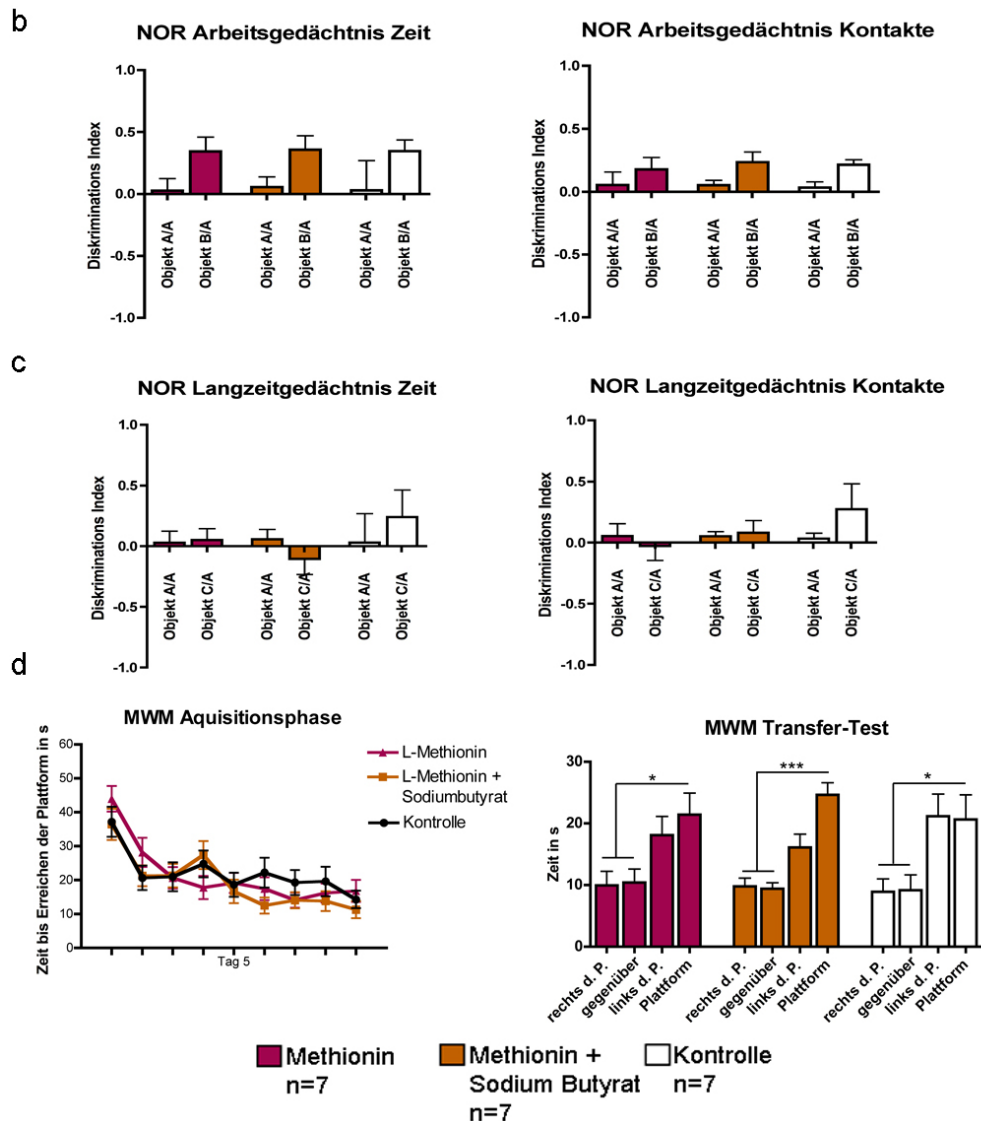 b
NOR Arbeitsgedächtnis Zeit
Diskriminations Index
1.0
0.5
0.0
-0.5
-1.0
Objekt A/A
Objekt B/A
Objekt A/A
Objekt B/A
Objekt A/A
Objekt B/A
NOR Arbeitsgedächtnis Kontakte
Diskriminations Index
1.0
0.5
0.0
-0.5
-1.0
Objekt A/A
Objekt B/A
Objekt A/A
Objekt B/A
Objekt A/A
Objekt B/A
c
NOR Langzeitgedächtnis Zeit
Diskriminations Index
1.0
0.5
0.0
-0.5
-1.0
Objekt A/A
Objekt C/A
Objekt A/A
Objekt C/A
Objekt A/A
Objekt C/A
NOR Langzeitgedächtnis Kontakte
Diskriminations Index
1.0
0.5
0.0
-0.5
-1.0
Objekt A/A
Objekt C/A
Objekt A/A
Objekt C/A
Objekt A/A
Objekt C/A
d
MWM Aquisitionsphase
Zeit bis Erreichen der Plattform in s
60
50
40
30
20
10
0
Tag 5
L-Methionin
L-Methionin +
Sodiumbutyrat
Kontrolle
MWM Transfer-Test
Zeit in s
30
20
10
0
*
***
*
rechts d. P.
gegenüber
links d. P.
Plattform
rechts d. P.
gegenüber
links d. P.
Plattform
rechts d. P.
gegenüber
links d. P.
Plattform
Methionin
n=7
Methionin +
Sodium Butyrat
n=7
Kontrolle
n=7